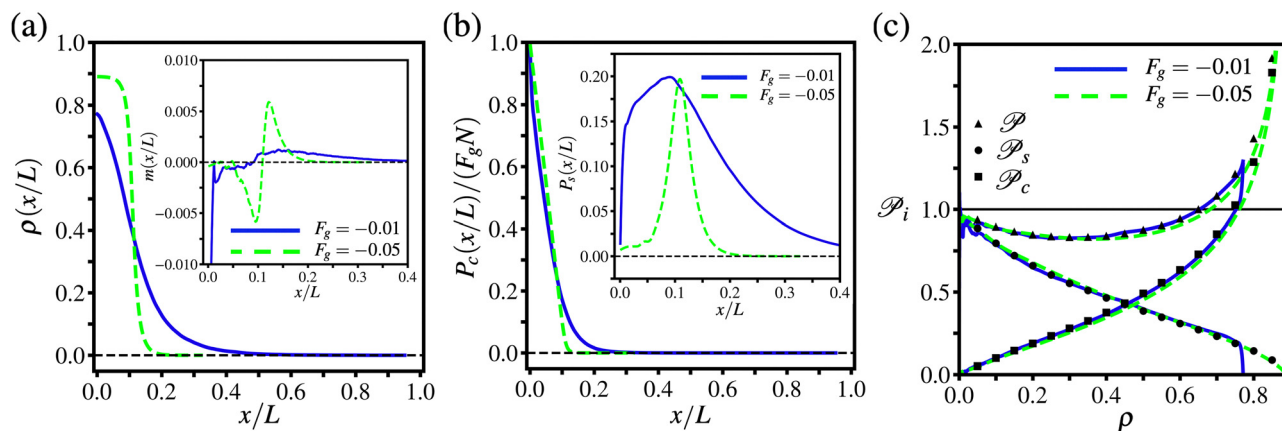 (a)
ρ(x/L)
1.0
0.8
0.6
0.4
0.2
0.0
0.0 0.2 0.4 0.6 0.8 1.0
x/L
m(x/L)
0.010
0.005
0.000
−0.005
−0.010
0.0 0.1 0.2 0.3 0.4
x/L
F_g = −0.01
F_g = −0.05
(b)
P_c(x/L)/(F_gN)
1.0
0.8
0.6
0.4
0.2
0.0
0.0 0.2 0.4 0.6 0.8 1.0
x/L
P_s(x/L)
0.20
0.15
0.10
0.05
0.00
0.0 0.1 0.2 0.3 0.4
x/L
F_g = −0.01
F_g = −0.05
(c)
𝒫_i
2.0
1.5
1.0
0.5
0.0
0.0 0.2 0.4 0.6 0.8
ρ
F_g = −0.01
F_g = −0.05
𝒫
𝒫_s
𝒫_c